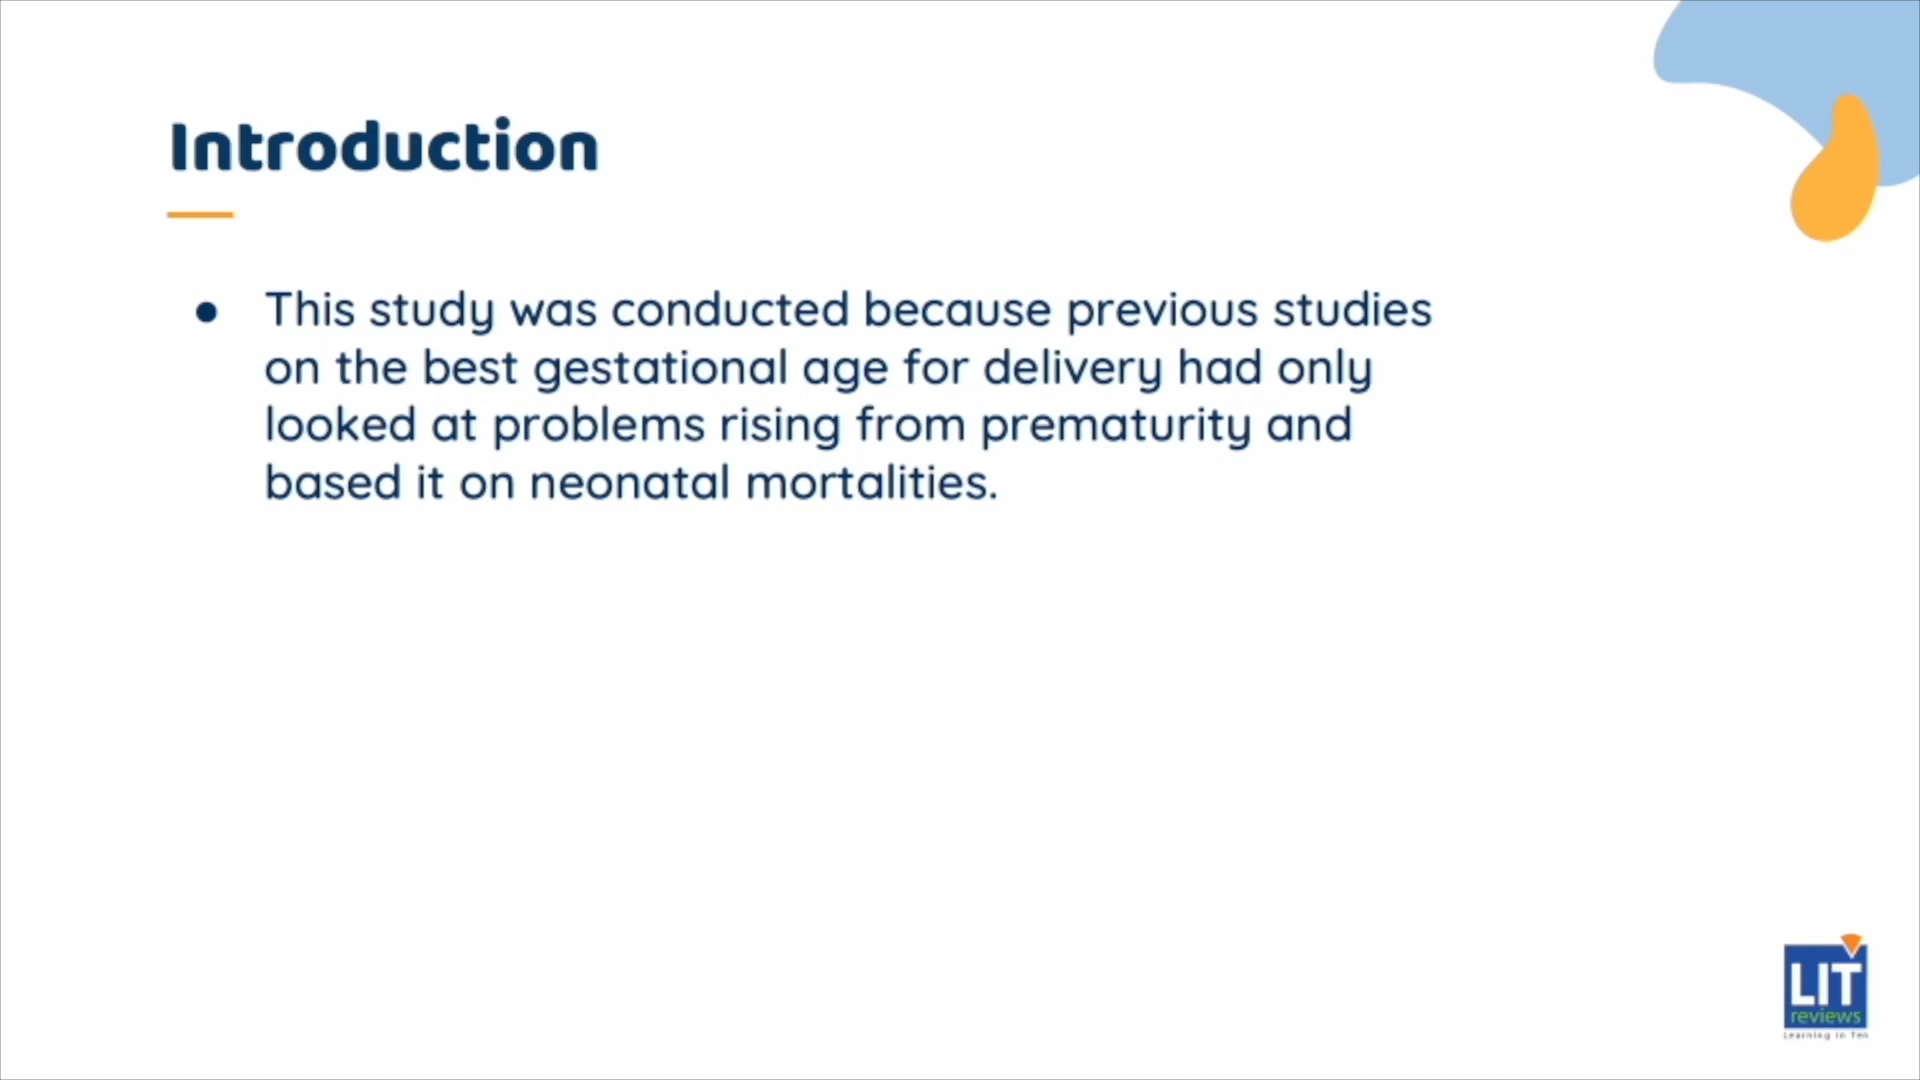 Introduction
● This study was conducted because previous studies
on the best gestational age for delivery had only
looked at problems rising from prematurity and
based it on neonatal mortalities.
LIT
reviews
Learning in Ten